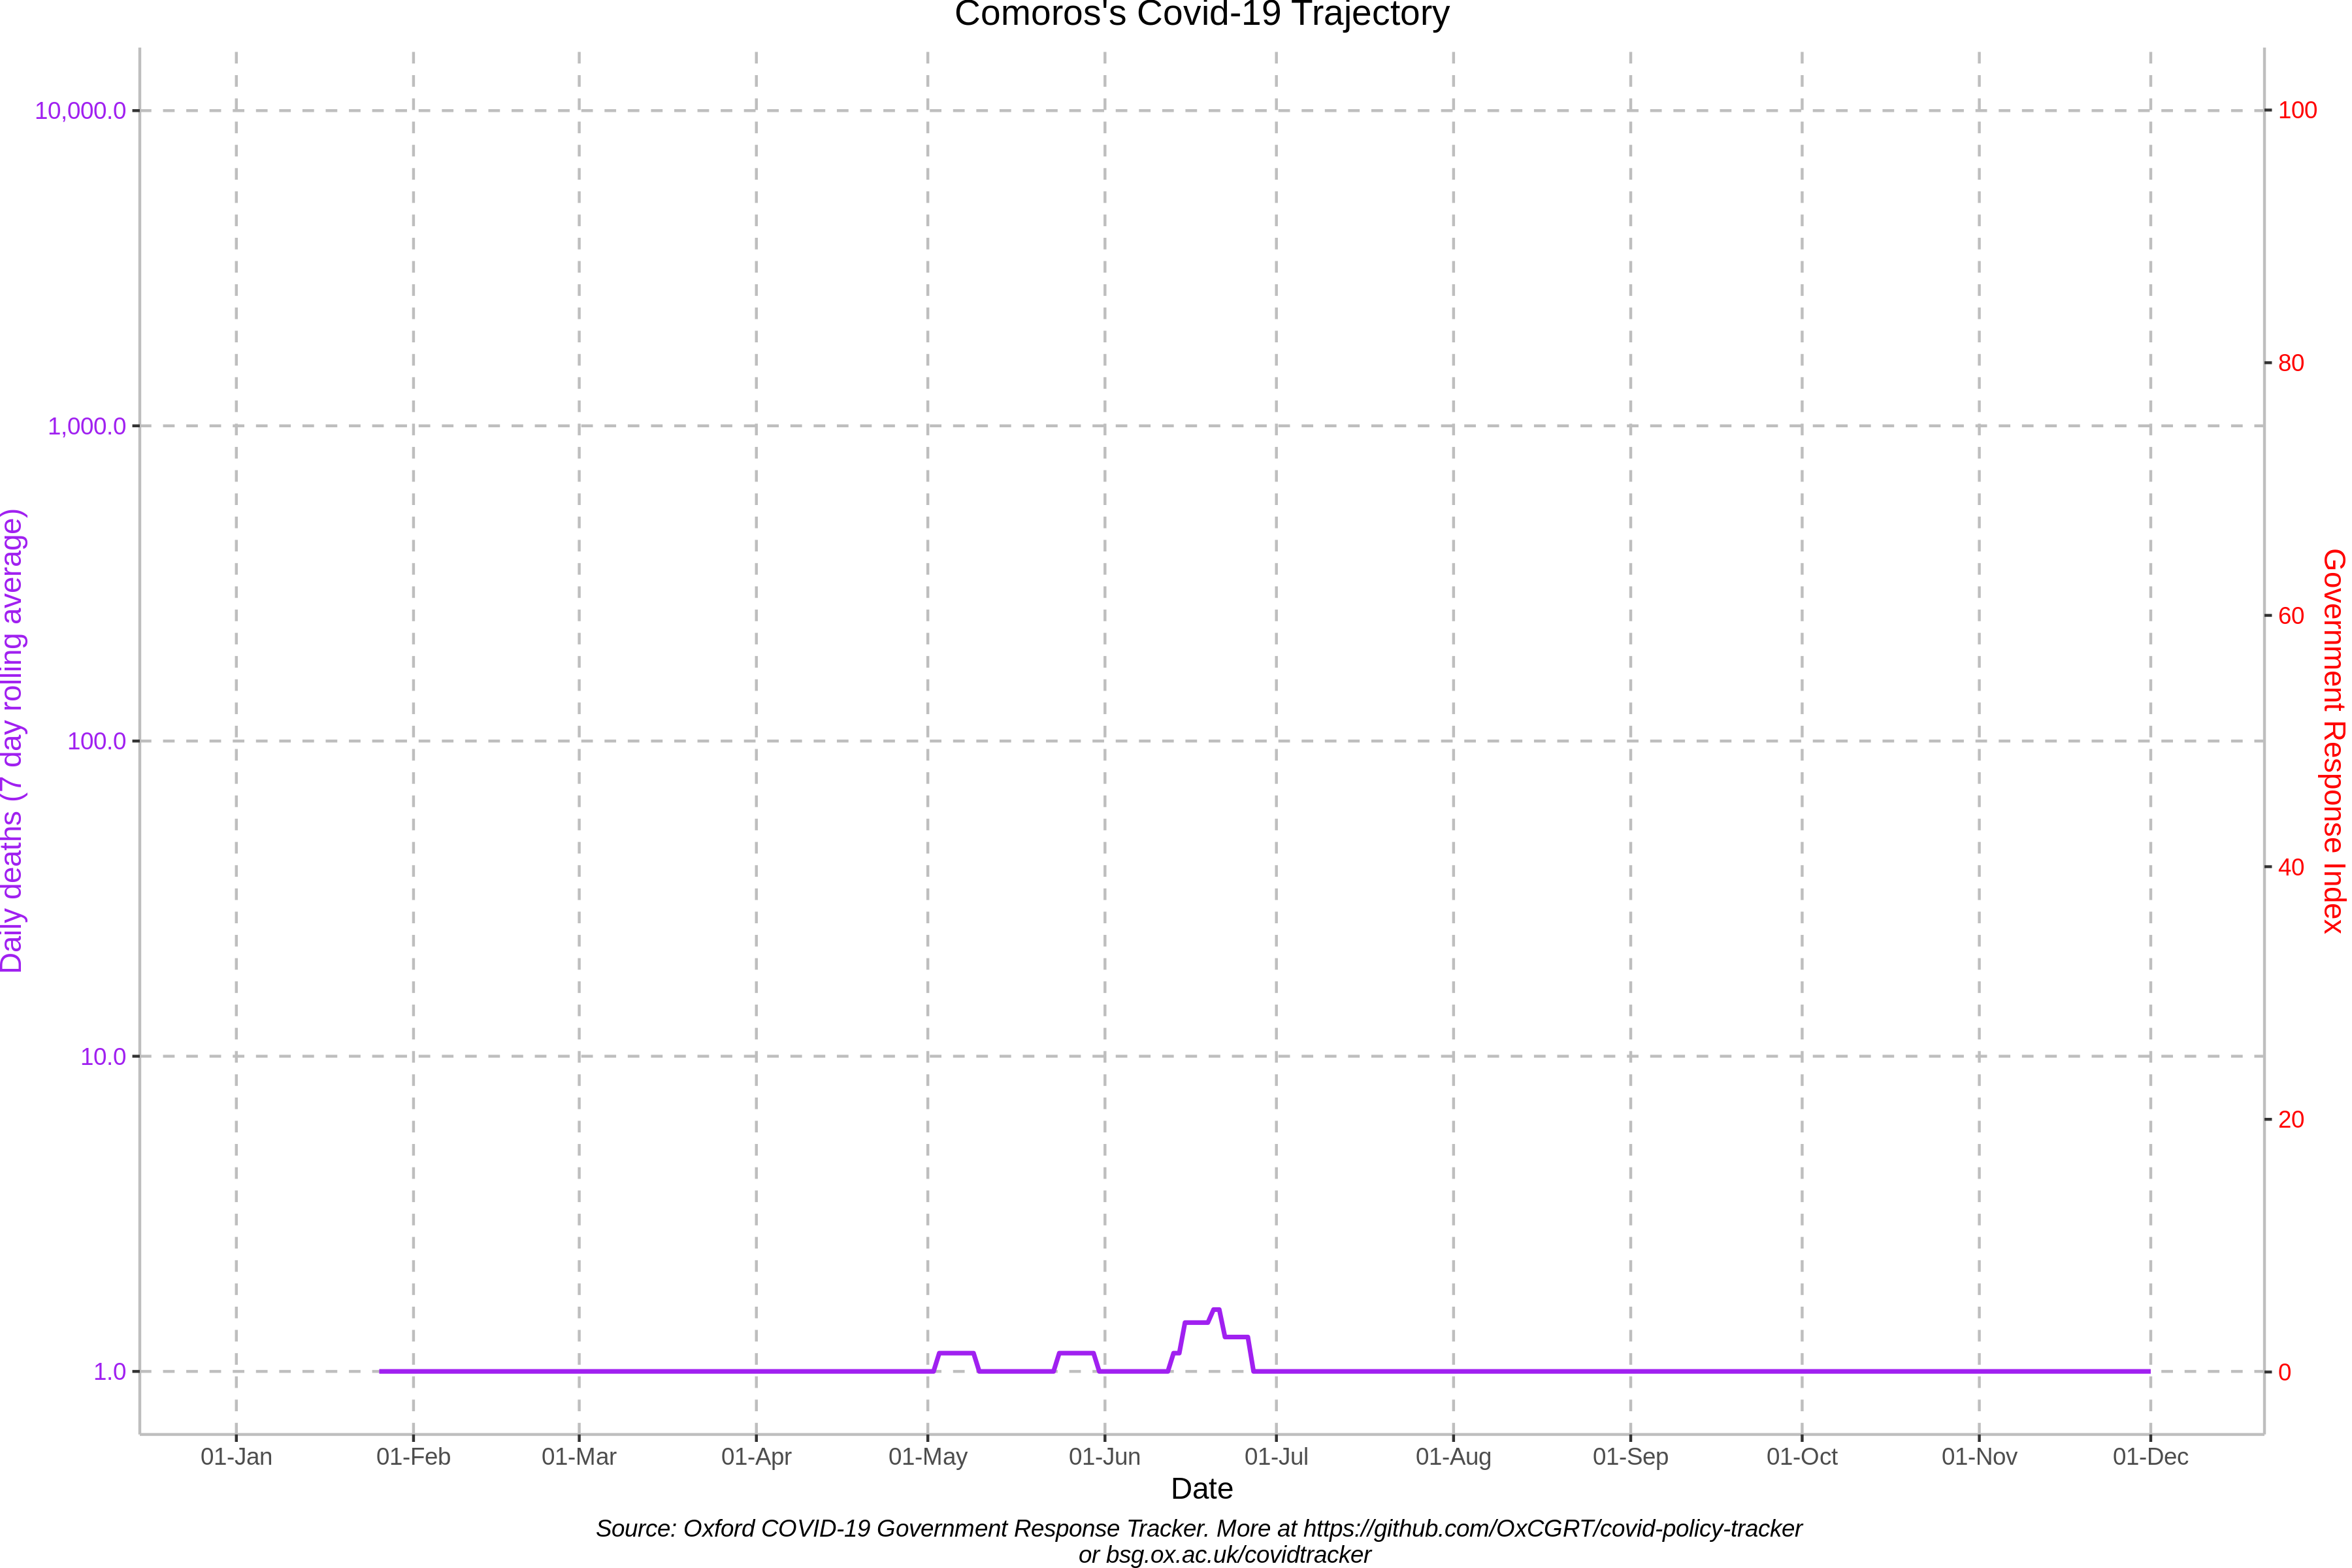 Comoros's Covid-19 Trajectory
10,000.0
1,000.0
100.0
10.0
1.0
Daily deaths (7 day rolling average)
100
80
60
40
20
0
Government Response Index
01-Jan 01-Feb 01-Mar 01-Apr 01-May 01-Jun 01-Jul 01-Aug 01-Sep 01-Oct 01-Nov 01-Dec
Date
Source: Oxford COVID-19 Government Response Tracker. More at https://github.com/OxCGRT/covid-policy-tracker
or bsg.ox.ac.uk/covidtracker